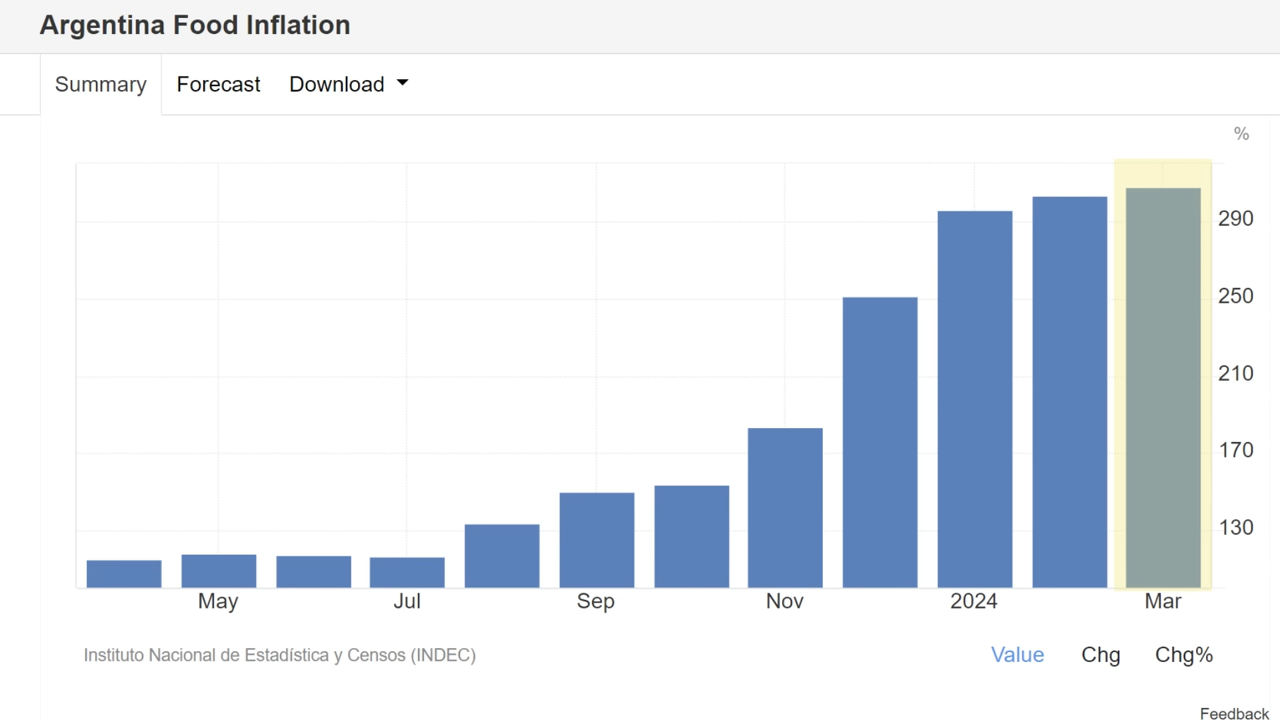 Argentina Food Inflation
Summary Forecast Download
%
290
250
210
170
130
May Jul Sep Nov 2024 Mar
Instituto Nacional de Estadística y Censos (INDEC) Value Chg Chg%
Feedback